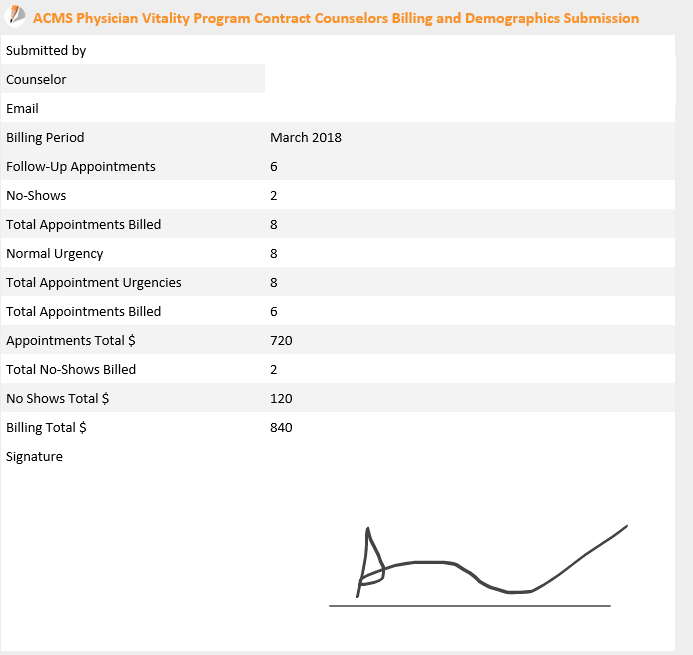 ACMS Physician Vitality Program Contract Counselors Billing and Demographics Submission
Submitted by
Counselor
Email
Billing Period March 2018
Follow-Up Appointments 6
No-Shows 2
Total Appointments Billed 8
Normal Urgency 8
Total Appointment Urgencies 8
Total Appointments Billed 6
Appointments Total $ 720
Total No-Shows Billed 2
No Shows Total $ 120
Billing Total $ 840
Signature